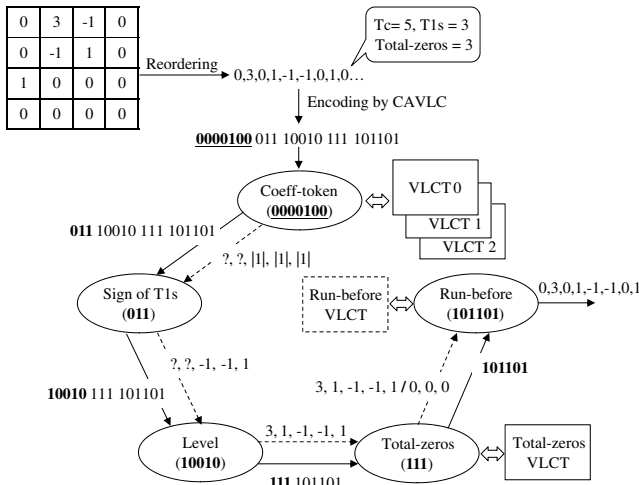 0 3 -1 0
0 -1 1 0
1 0 0 0
0 0 0 0
Tc= 5, T1s = 3
Total-zeros = 3
Reordering
0,3,0,1,-1,-1,0,1,0…
Encoding by CAVLC
0000100 011 10010 111 101101
Coeff-token
(0000100)
VLCT 0
VLCT 1
VLCT 2
011 10010 111 101101
?, ?, |1|, |1|, |1|
Sign of T1s
(011)
Run-before
VLCT
Run-before
(101101)
0,3,0,1,-1,-1,0,1
?, ?, -1, -1, 1
10010 111 101101
3, 1, -1, -1, 1 / 0, 0, 0
101101
Level
(10010)
3, 1, -1, -1, 1
111 101101
Total-zeros
(111)
Total-zeros
VLCT